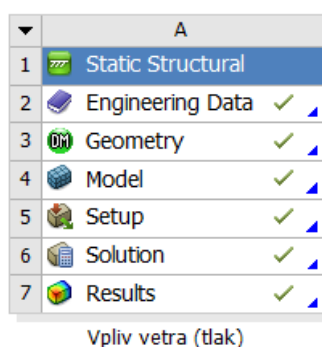 A
1 Static Structural
2 Engineering Data
3 DM Geometry
4 Model
5 Setup
6 Solution
7 Results
Vpliv vetra (tlak)